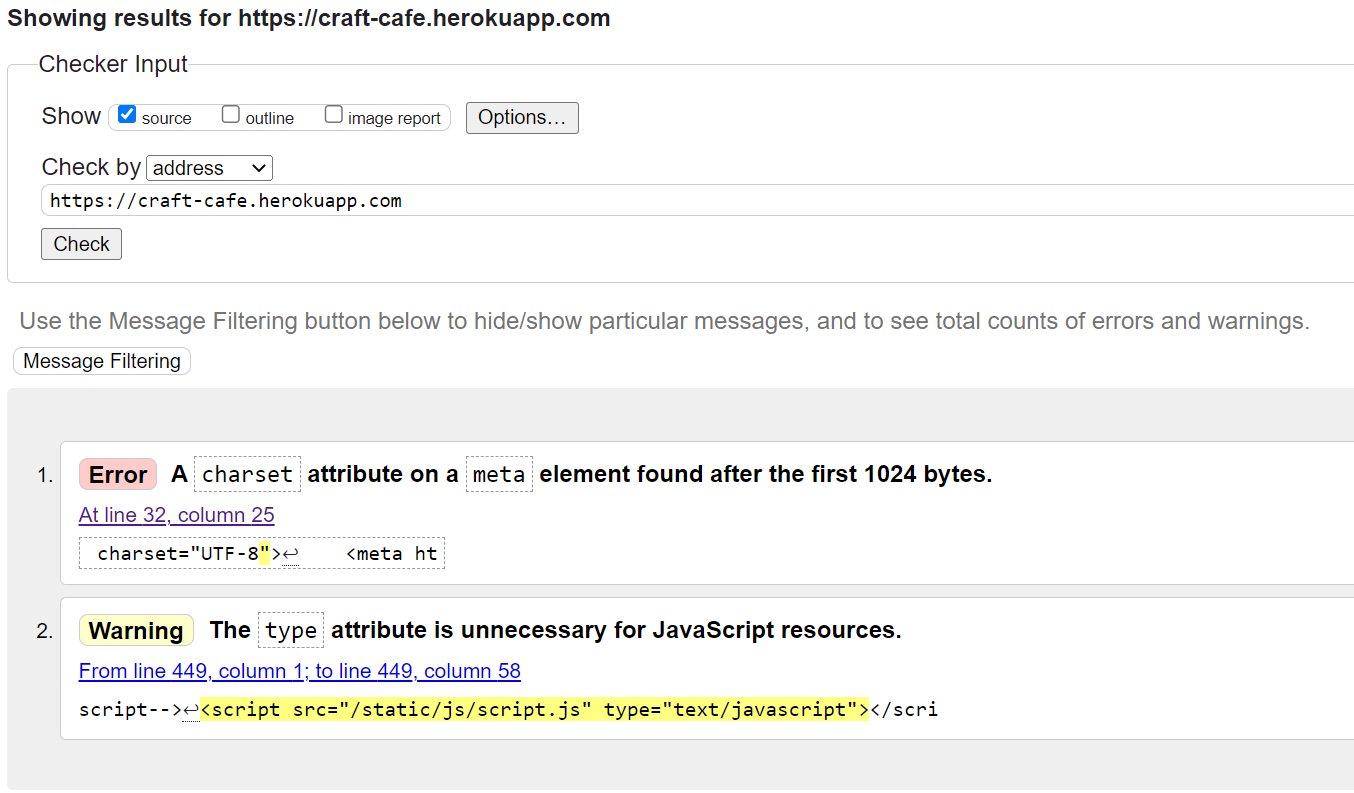 Showing results for https://craft-cafe.herokuapp.com
Checker Input
Show source outline image report Options...
Check by address
https://craft-cafe.herokuapp.com
Check
Use the Message Filtering button below to hide/show particular messages, and to see total counts of errors and warnings.
Message Filtering
1. Error A charset attribute on a meta element found after the first 1024 bytes.
At line 32, column 25
charset="UTF-8">↩ <meta ht
2. Warning The type attribute is unnecessary for JavaScript resources.
From line 449, column 1; to line 449, column 58
script-->↩<script src="/static/js/script.js" type="text/javascript"></scri